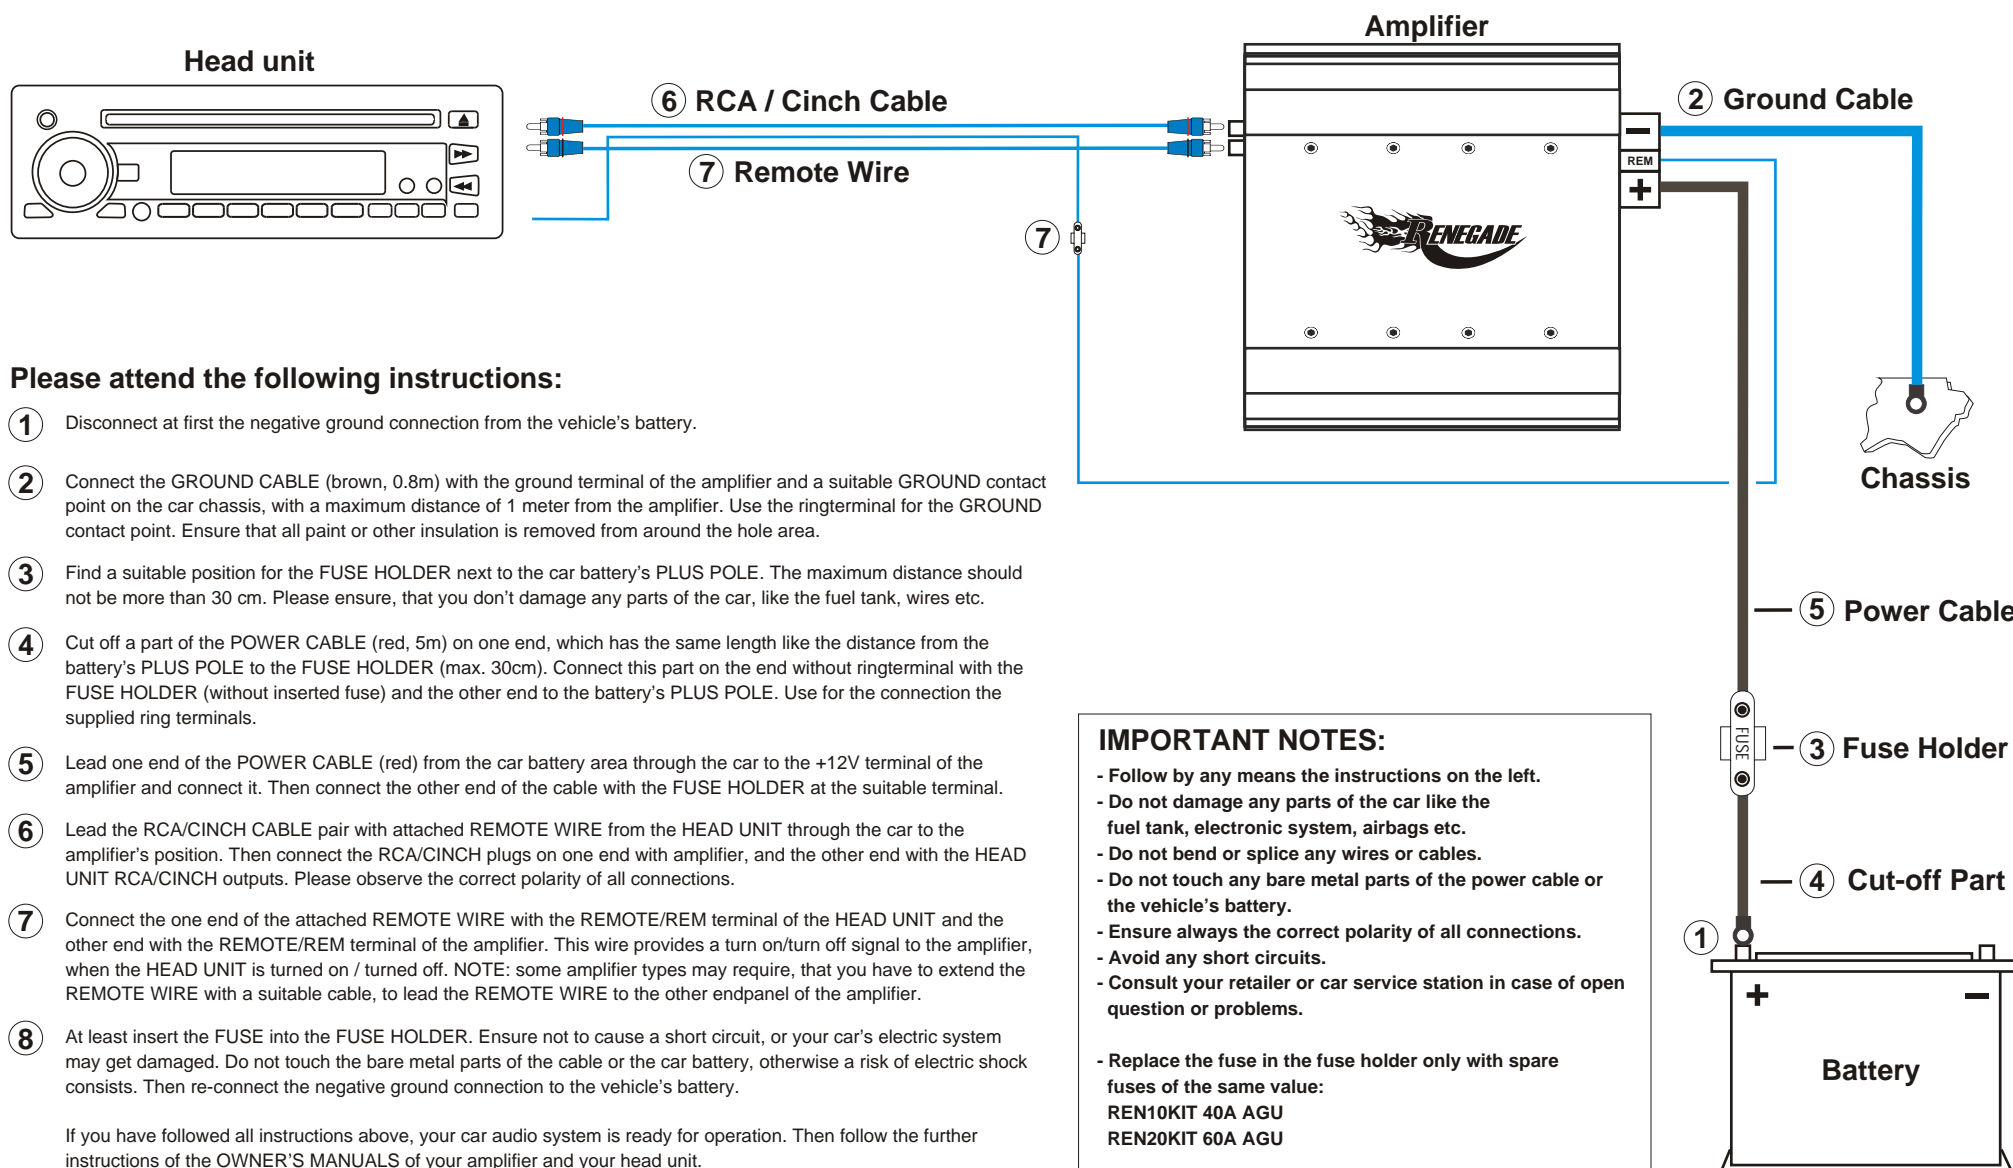 Head unit
Amplifier
6 RCA / Cinch Cable
7 Remote Wire
7
2 Ground Cable
REM
RENEGADE
Chassis
5 Power Cable
FUSE
3 Fuse Holder
4 Cut-off Part
1
+ −
Battery
Please attend the following instructions:
1 Disconnect at first the negative ground connection from the vehicle's battery.
2 Connect the GROUND CABLE (brown, 0.8m) with the ground terminal of the amplifier and a suitable GROUND contact
point on the car chassis, with a maximum distance of 1 meter from the amplifier. Use the ringterminal for the GROUND
contact point. Ensure that all paint or other insulation is removed from around the hole area.
3 Find a suitable position for the FUSE HOLDER next to the car battery's PLUS POLE. The maximum distance should
not be more than 30 cm. Please ensure, that you don't damage any parts of the car, like the fuel tank, wires etc.
4 Cut off a part of the POWER CABLE (red, 5m) on one end, which has the same length like the distance from the
battery's PLUS POLE to the FUSE HOLDER (max. 30cm). Connect this part on the end without ringterminal with the
FUSE HOLDER (without inserted fuse) and the other end to the battery's PLUS POLE. Use for the connection the
supplied ring terminals.
5 Lead one end of the POWER CABLE (red) from the car battery area through the car to the +12V terminal of the
amplifier and connect it. Then connect the other end of the cable with the FUSE HOLDER at the suitable terminal.
6 Lead the RCA/CINCH CABLE pair with attached REMOTE WIRE from the HEAD UNIT through the car to the
amplifier's position. Then connect the RCA/CINCH plugs on one end with amplifier, and the other end with the HEAD
UNIT RCA/CINCH outputs. Please observe the correct polarity of all connections.
7 Connect the one end of the attached REMOTE WIRE with the REMOTE/REM terminal of the HEAD UNIT and the
other end with the REMOTE/REM terminal of the amplifier. This wire provides a turn on/turn off signal to the amplifier,
when the HEAD UNIT is turned on / turned off. NOTE: some amplifier types may require, that you have to extend the
REMOTE WIRE with a suitable cable, to lead the REMOTE WIRE to the other endpanel of the amplifier.
8 At least insert the FUSE into the FUSE HOLDER. Ensure not to cause a short circuit, or your car's electric system
may get damaged. Do not touch the bare metal parts of the cable or the car battery, otherwise a risk of electric shock
consists. Then re-connect the negative ground connection to the vehicle's battery.
If you have followed all instructions above, your car audio system is ready for operation. Then follow the further
instructions of the OWNER'S MANUALS of your amplifier and your head unit.
IMPORTANT NOTES:
- Follow by any means the instructions on the left.
- Do not damage any parts of the car like the
fuel tank, electronic system, airbags etc.
- Do not bend or splice any wires or cables.
- Do not touch any bare metal parts of the power cable or
the vehicle's battery.
- Ensure always the correct polarity of all connections.
- Avoid any short circuits.
- Consult your retailer or car service station in case of open
question or problems.
- Replace the fuse in the fuse holder only with spare
fuses of the same value:
REN10KIT 40A AGU
REN20KIT 60A AGU